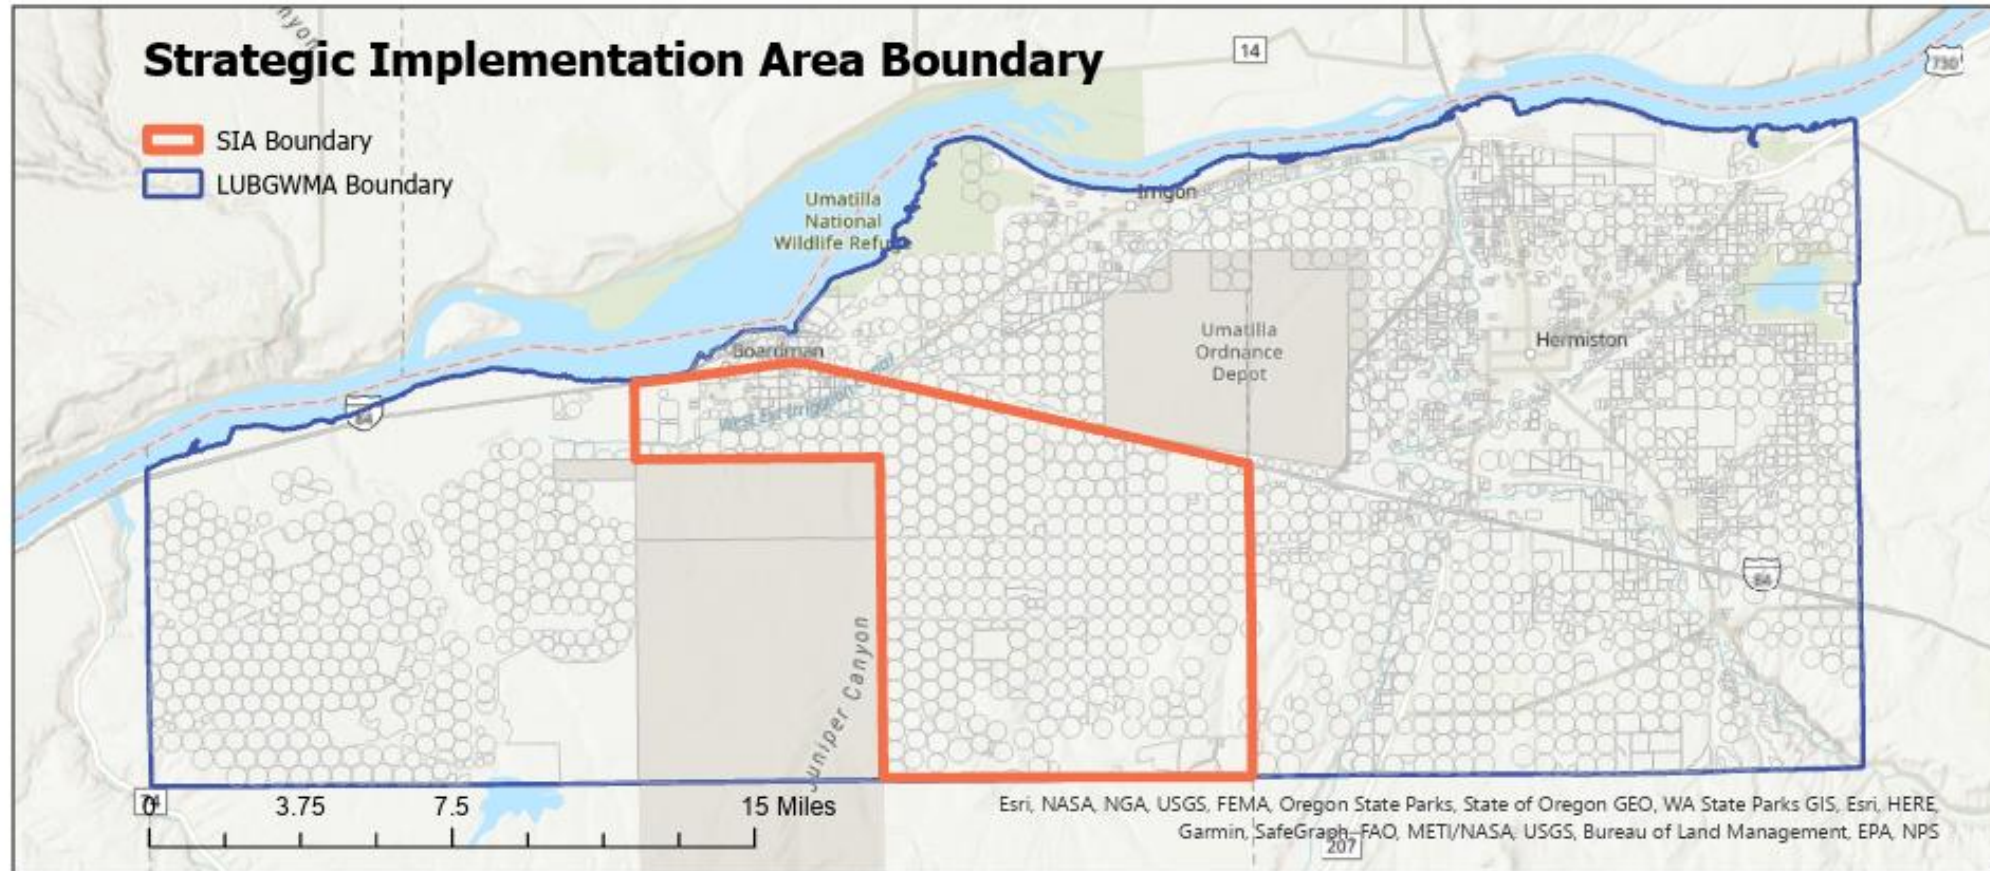 Strategic Implementation Area Boundary
SIA Boundary
LUBGWMA Boundary
14
730
Umatilla
National
Wildlife Refu
Irrigon
Boardman
Umatilla
Ordnance
Depot
Hermiston
84
84
Juniper Canyon
74
0 3.75 7.5 15 Miles
Esri, NASA, NGA, USGS, FEMA, Oregon State Parks, State of Oregon GEO, WA State Parks GIS, Esri, HERE,
Garmin, SafeGraph, FAO, METI/NASA, USGS, Bureau of Land Management, EPA, NPS
207